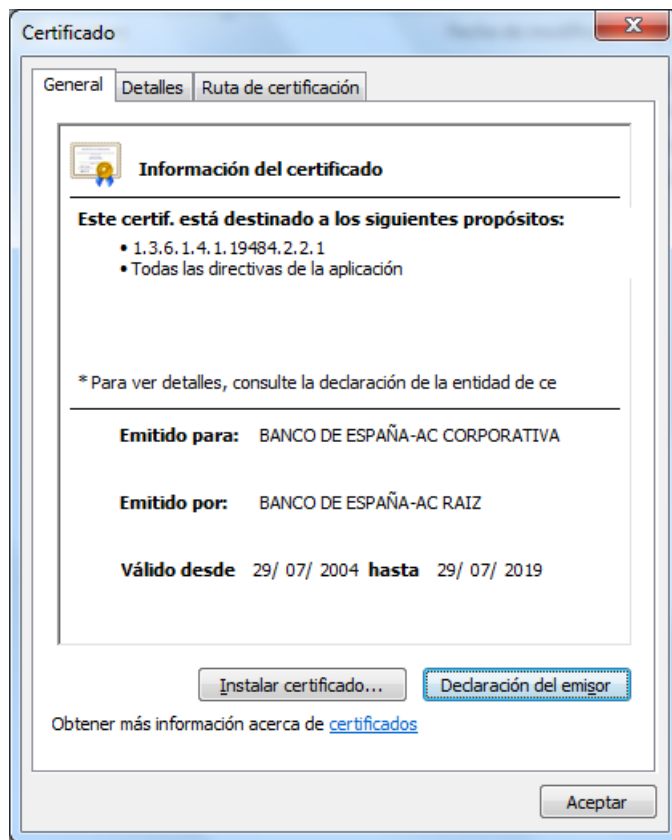 Certificado
General Detalles Ruta de certificación
Información del certificado
Este certif. está destinado a los siguientes propósitos:
• 1.3.6.1.4.1.19484.2.2.1
• Todas las directivas de la aplicación
* Para ver detalles, consulte la declaración de la entidad de ce
Emitido para: BANCO DE ESPAÑA-AC CORPORATIVA
Emitido por: BANCO DE ESPAÑA-AC RAIZ
Válido desde 29/ 07/ 2004 hasta 29/ 07/ 2019
Instalar certificado... Declaración del emisor
Obtener más información acerca de certificados
Aceptar